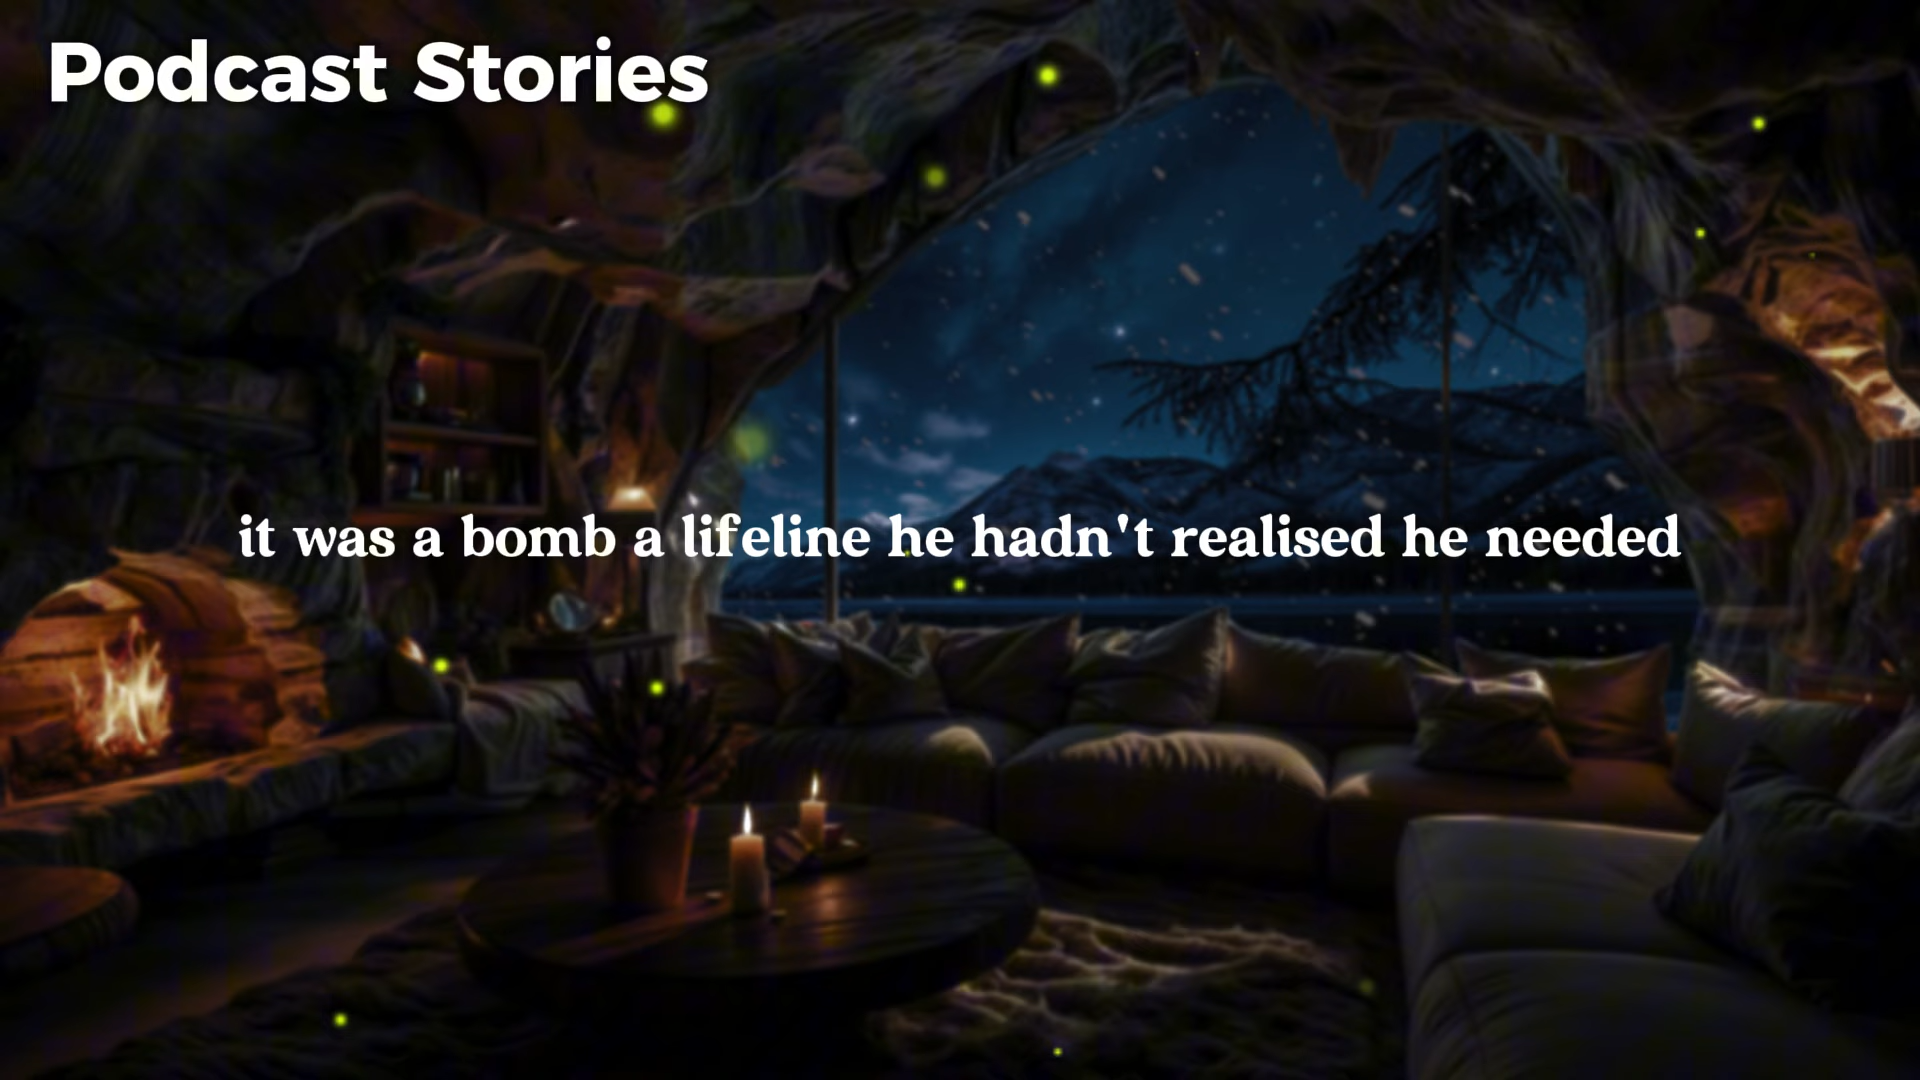 Podcast Stories
it was a bomb a lifeline he hadn't realised he needed